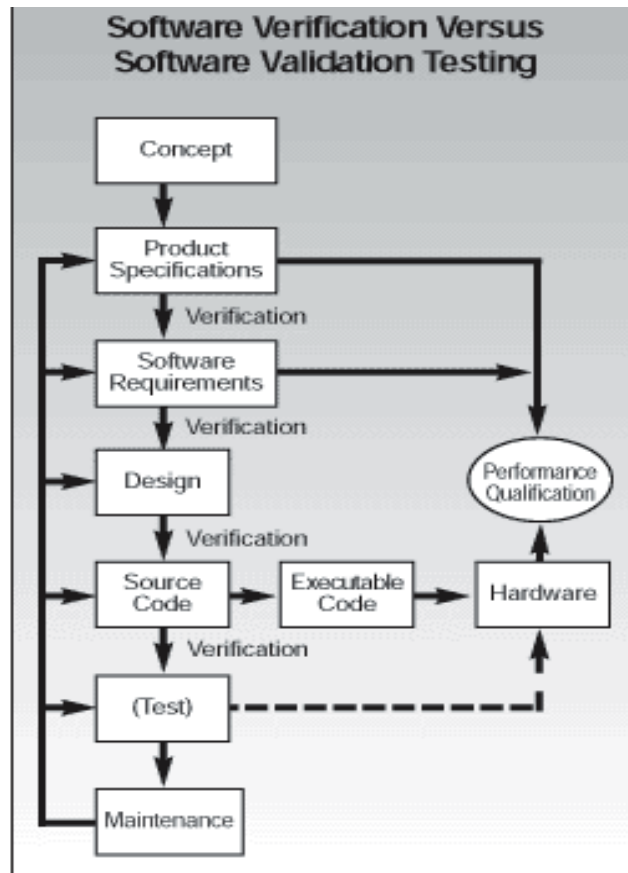 Software Verification Versus
Software Validation Testing
Concept
Product
Specifications
Verification
Software
Requirements
Verification
Design
Performance
Qualification
Verification
Source
Code
Executable
Code
Hardware
Verification
(Test)
Maintenance